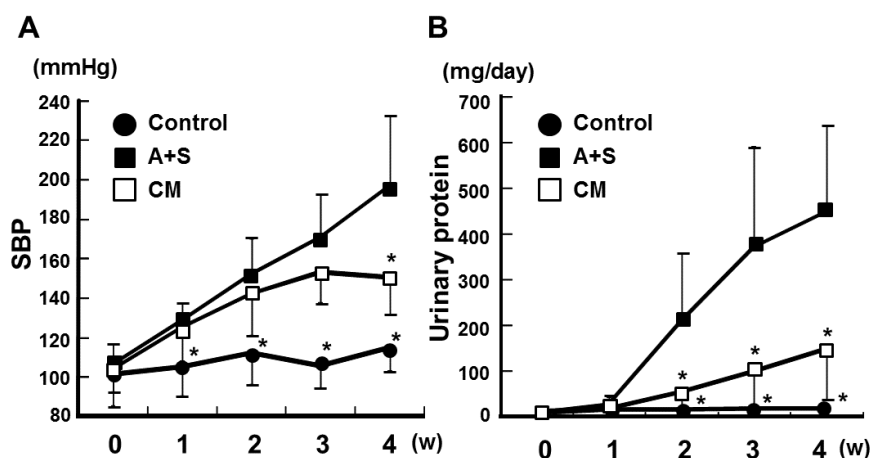 A
(mmHg)
240
220
200
180
160
140
120
100
80
SBP
Control
A+S
CM
*
*
*
*
*
0 1 2 3 4 (w)
B
(mg/day)
700
600
500
400
300
200
100
0
Urinary protein
Control
A+S
CM
*
*
*
*
*
*
0 1 2 3 4 (w)